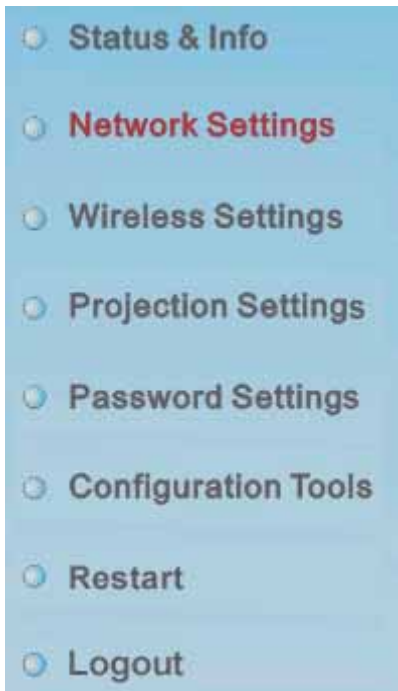 Status & Info
Network Settings
Wireless Settings
Projection Settings
Password Settings
Configuration Tools
Restart
Logout